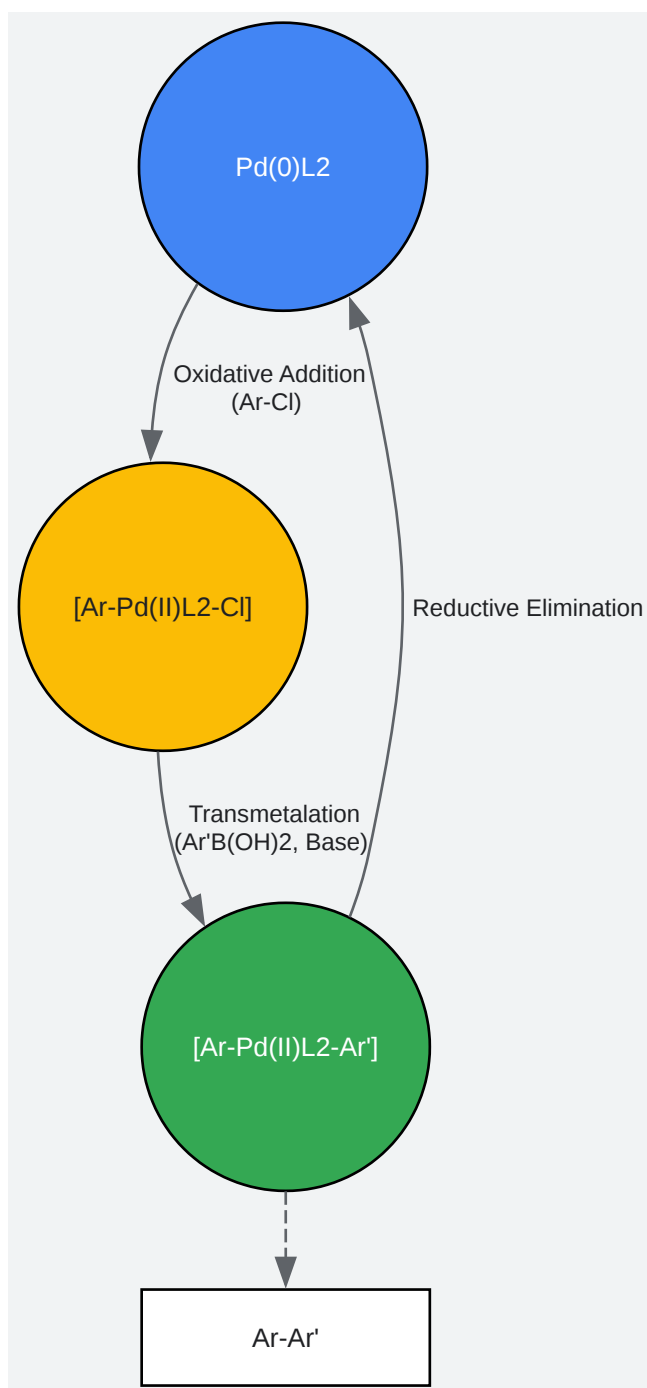 Pd(0)L2
Oxidative Addition
(Ar-Cl)
[Ar-Pd(II)L2-Cl]
Reductive Elimination
Transmetalation
(Ar'B(OH)2, Base)
[Ar-Pd(II)L2-Ar']
Ar-Ar'